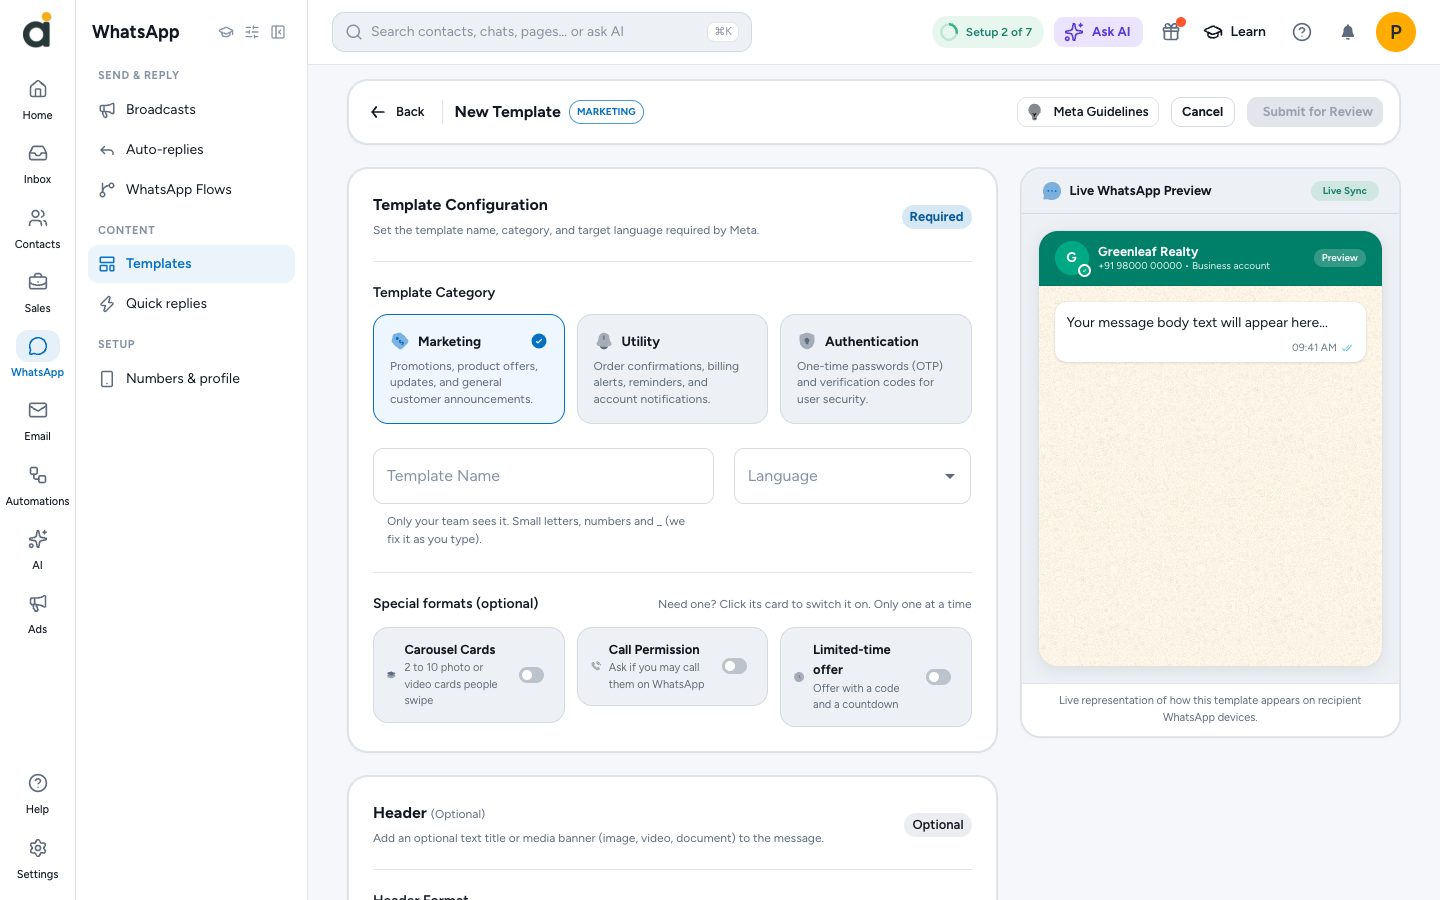 WhatsApp
Search contacts, chats, pages... or ask AI
⌘K
Setup 2 of 7
Ask AI
Learn
P
Home
Inbox
Contacts
Sales
WhatsApp
Email
Automations
AI
Ads
Help
Settings
SEND & REPLY
Broadcasts
Auto-replies
WhatsApp Flows
CONTENT
Templates
Quick replies
SETUP
Numbers & profile
Back
New Template
MARKETING
Meta Guidelines
Cancel
Submit for Review
Template Configuration
Set the template name, category, and target language required by Meta.
Required
Template Category
Marketing
Promotions, product offers,
updates, and general
customer announcements.
Utility
Order confirmations, billing
alerts, reminders, and
account notifications.
Authentication
One-time passwords (OTP)
and verification codes for
user security.
Template Name
Language
Only your team sees it. Small letters, numbers and _ (we
fix it as you type).
Special formats (optional)
Need one? Click its card to switch it on. Only one at a time
Carousel Cards
2 to 10 photo or
video cards people
swipe
Call Permission
Ask if you may call
them on WhatsApp
Limited-time
offer
Offer with a code
and a countdown
Header (Optional)
Add an optional text title or media banner (image, video, document) to the message.
Optional
Header Format
Live WhatsApp Preview
Live Sync
G
Greenleaf Realty
+91 98000 00000 • Business account
Preview
Your message body text will appear here...
09:41 AM
Live representation of how this template appears on recipient
WhatsApp devices.